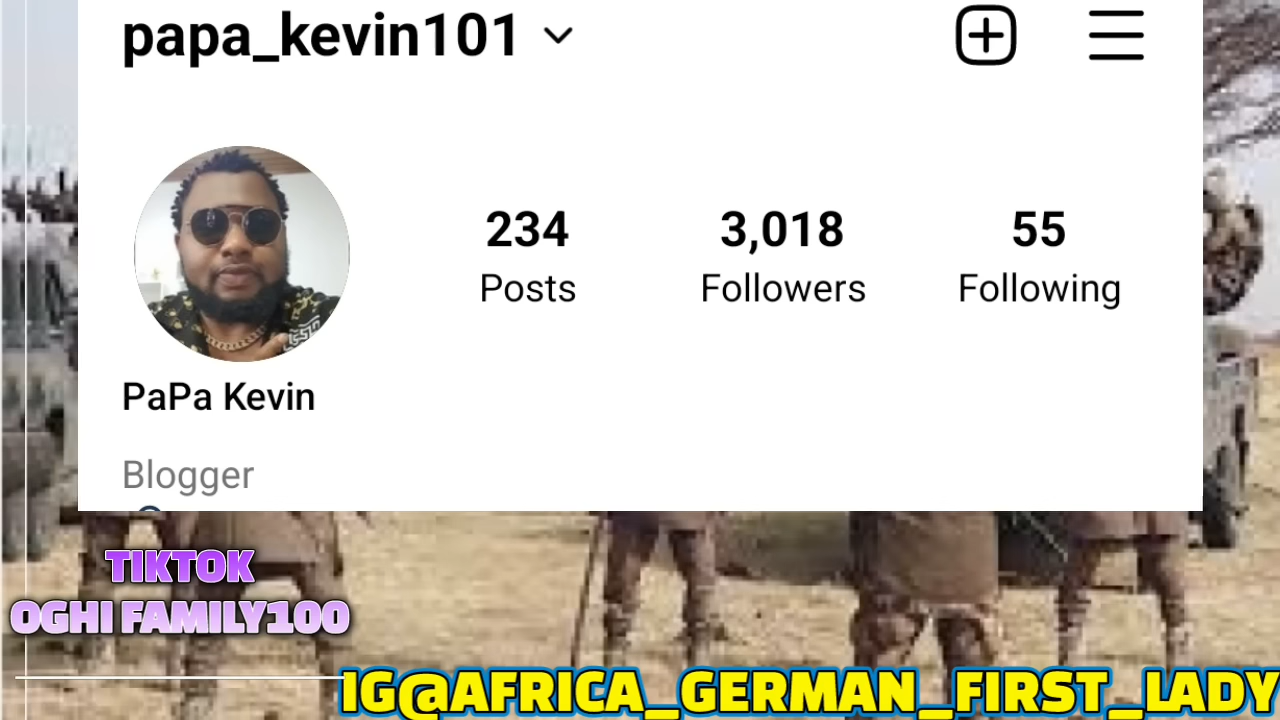 papa_kevin101
234
3,018
55
Posts
Followers
Following
PaPa Kevin
Blogger
TIKTOK
OGHI FAMILY100
IG@AFRICA_GERMAN_FIRST_LADY